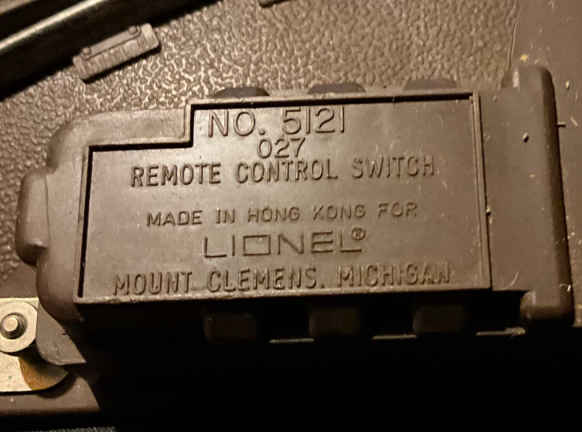 NO. 5121
027
REMOTE CONTROL SWITCH
MADE IN HONG KONG FOR
LIONEL®
MOUNT CLEMENS, MICHIGAN